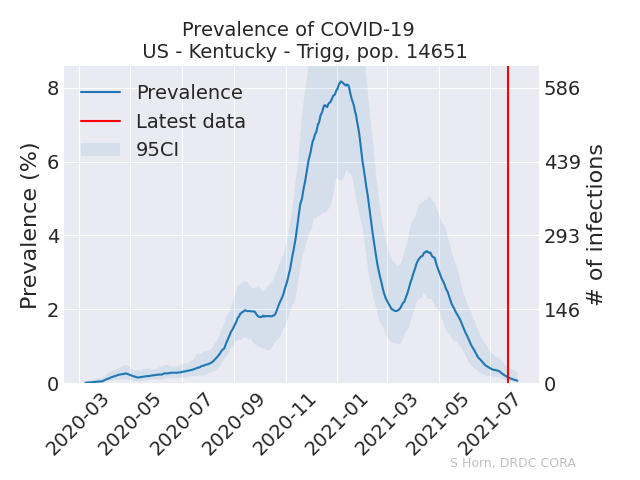 Prevalence of COVID-19
US - Kentucky - Trigg, pop. 14651
Prevalence
Latest data
95CI
Prevalence (%)
8
6
4
2
0
586
439
293
146
0
# of infections
2020-03
2020-05
2020-07
2020-09
2020-11
2021-01
2021-03
2021-05
2021-07
S Horn, DRDC CORA